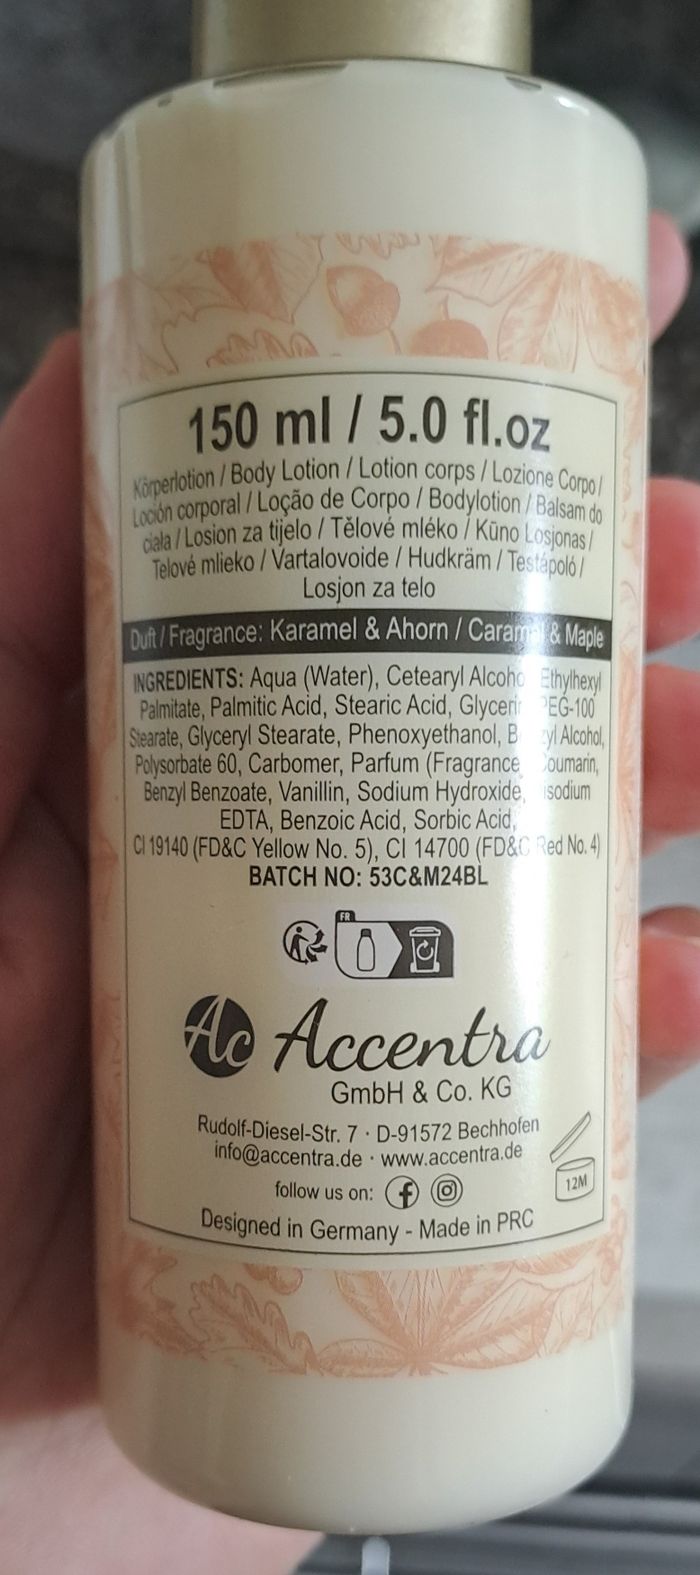 150 ml / 5.0 fl.oz
Körperlotion / Body Lotion / Lotion corps / Lozione Corpo /
Loción corporal / Loção de Corpo / Bodylotion / Balsam do
ciała / Losion za tijelo / Tělové mléko / Kūno Losjonas /
Telové mlieko / Vartalovoide / Hudkräm / Testápoló /
Losjon za telo
Duft / Fragrance: Karamel & Ahorn / Caramel & Maple
INGREDIENTS: Aqua (Water), Cetearyl Alcohol, Ethylhexyl
Palmitate, Palmitic Acid, Stearic Acid, Glycerin, PEG-100
Stearate, Glyceryl Stearate, Phenoxyethanol, Benzyl Alcohol,
Polysorbate 60, Carbomer, Parfum (Fragrance), Coumarin,
Benzyl Benzoate, Vanillin, Sodium Hydroxide, Disodium
EDTA, Benzoic Acid, Sorbic Acid,
CI 19140 (FD&C Yellow No. 5), CI 14700 (FD&C Red No. 4)
BATCH NO: 53C&M24BL
FR
Ac Accentra
GmbH & Co. KG
Rudolf-Diesel-Str. 7 · D-91572 Bechhofen
info@accentra.de · www.accentra.de
follow us on:
12M
Designed in Germany - Made in PRC